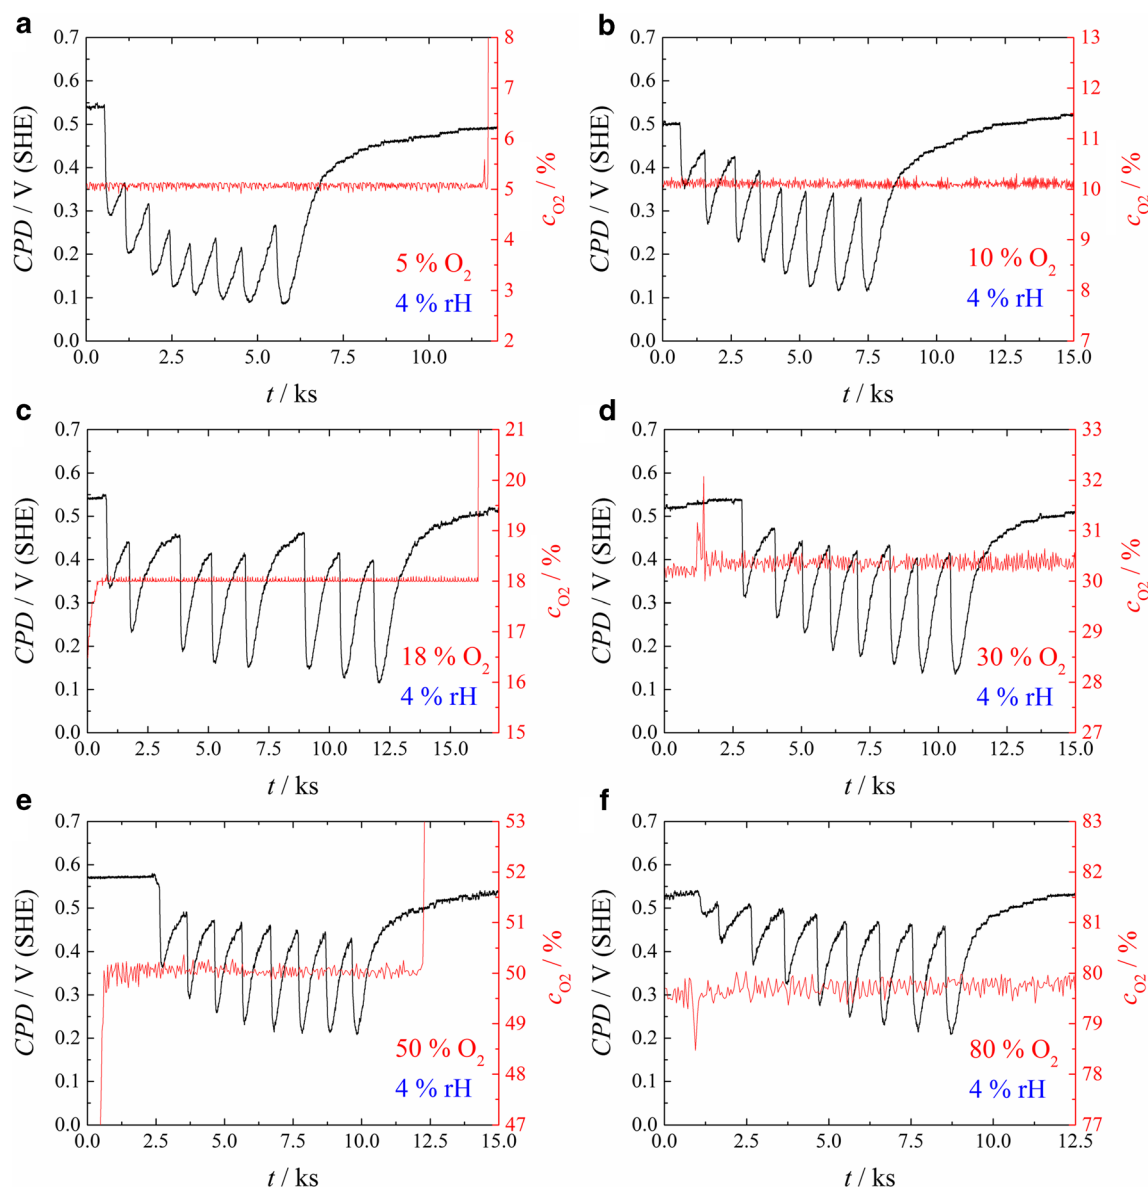 a
0.7
0.6
0.5
0.4
0.3
0.2
0.1
0.0
CPD / V (SHE)
0.0 2.5 5.0 7.5 10.0
t / ks
8
7
6
5
4
3
2
cO2 / %
5 % O2
4 % rH
b
0.7
0.6
0.5
0.4
0.3
0.2
0.1
0.0
CPD / V (SHE)
0.0 2.5 5.0 7.5 10.0 12.5 15.0
t / ks
13
12
11
10
9
8
7
cO2 / %
10 % O2
4 % rH
c
0.7
0.6
0.5
0.4
0.3
0.2
0.1
0.0
CPD / V (SHE)
0.0 2.5 5.0 7.5 10.0 12.5 15.0
t / ks
21
20
19
18
17
16
15
cO2 / %
18 % O2
4 % rH
d
0.7
0.6
0.5
0.4
0.3
0.2
0.1
0.0
CPD / V (SHE)
0.0 2.5 5.0 7.5 10.0 12.5 15.0
t / ks
33
32
31
30
29
28
27
cO2 / %
30 % O2
4 % rH
e
0.7
0.6
0.5
0.4
0.3
0.2
0.1
0.0
CPD / V (SHE)
0.0 2.5 5.0 7.5 10.0 12.5 15.0
t / ks
53
52
51
50
49
48
47
cO2 / %
50 % O2
4 % rH
f
0.7
0.6
0.5
0.4
0.3
0.2
0.1
0.0
CPD / V (SHE)
0.0 2.5 5.0 7.5 10.0 12.5
t / ks
83
82
81
80
79
78
77
cO2 / %
80 % O2
4 % rH